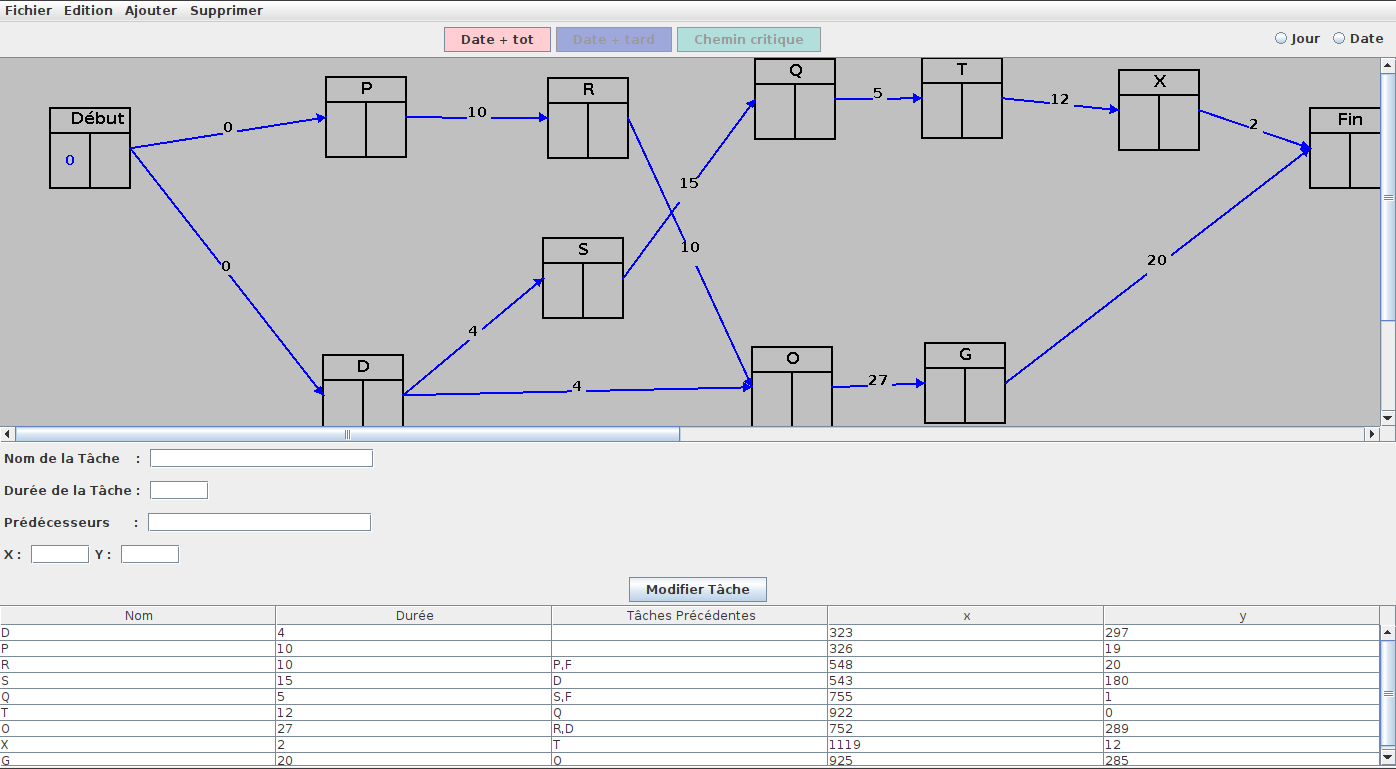 Fichier Edition Ajouter Supprimer
Date + tot Date + tard Chemin critique Jour Date
Q T
X
P R
Début Fin
0
0 10 5 12 2
15
10
S
0
20
4
D O G
4 27
Nom de la Tâche :
Durée de la Tâche :
Prédécesseurs :
X : Y :
Modifier Tâche
Nom Durée Tâches Précédentes x y
D 4 323 297
P 10 326 19
R 10 P,F 548 20
S 15 D 543 180
Q 5 S,F 755 1
T 12 Q 922 0
O 27 R,D 752 289
X 2 T 1119 12
G 20 O 925 285